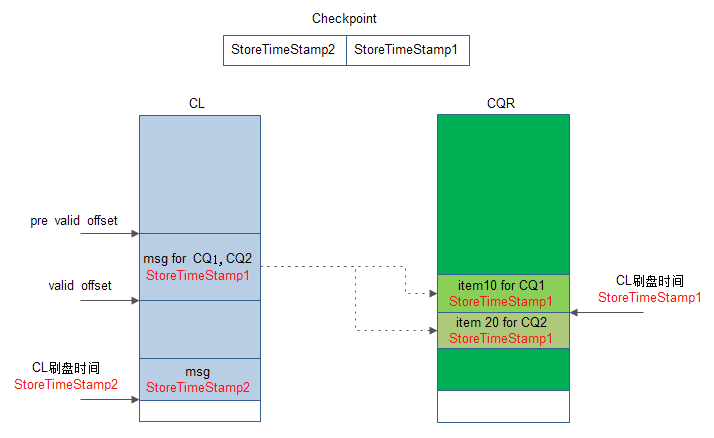 Checkpoint
StoreTimeStamp2 StoreTimeStamp1
CL
CQR
pre valid offset
msg for CQ1, CQ2
StoreTimeStamp1
valid offset
item10 for CQ1
StoreTimeStamp1
item 20 for CQ2
StoreTimeStamp1
CL刷盘时间
StoreTimeStamp1
CL刷盘时间
StoreTimeStamp2
msg
StoreTimeStamp2